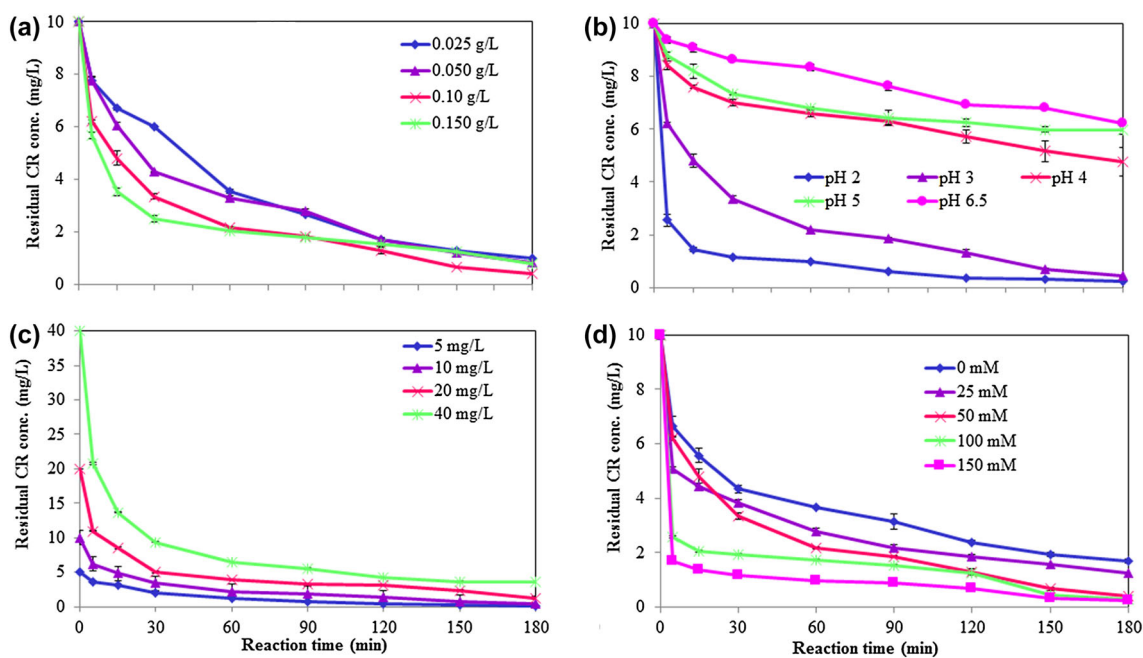 (a)
Residual CR conc. (mg/L)
10
8
6
4
2
0
0.025 g/L
0.050 g/L
0.10 g/L
0.150 g/L
0 30 60 90 120 150 180
(b)
Residual CR conc. (mg/L)
10
8
6
4
2
0
pH 2 pH 3 pH 4
pH 5 pH 6.5
0 30 60 90 120 150 180
(c)
Residual CR conc. (mg/L)
40
35
30
25
20
15
10
5
0
5 mg/L
10 mg/L
20 mg/L
40 mg/L
0 30 60 90 120 150 180
Reaction time (min)
(d)
Residual CR conc. (mg/L)
10
8
6
4
2
0
0 mM
25 mM
50 mM
100 mM
150 mM
0 30 60 90 120 150 180
Reaction time (min)